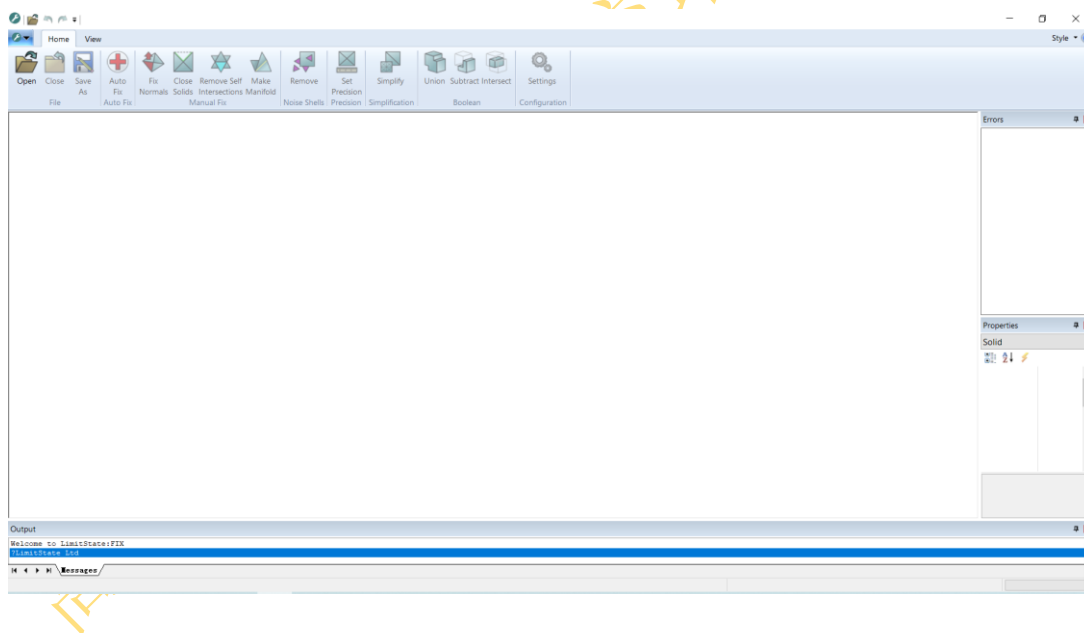 Home View Style
Open Close Save As Auto Fix Fix Normals Close Solids Remove Self Intersections Make Manifold Remove Set Precision Simplify Union Subtract Intersect Settings
File Auto Fix Manual Fix Noise Shells Precision Simplification Boolean Configuration
Errors
Properties
Solid
Output
Welcome to LimitState:FIX
?LimitState Ltd
Messages